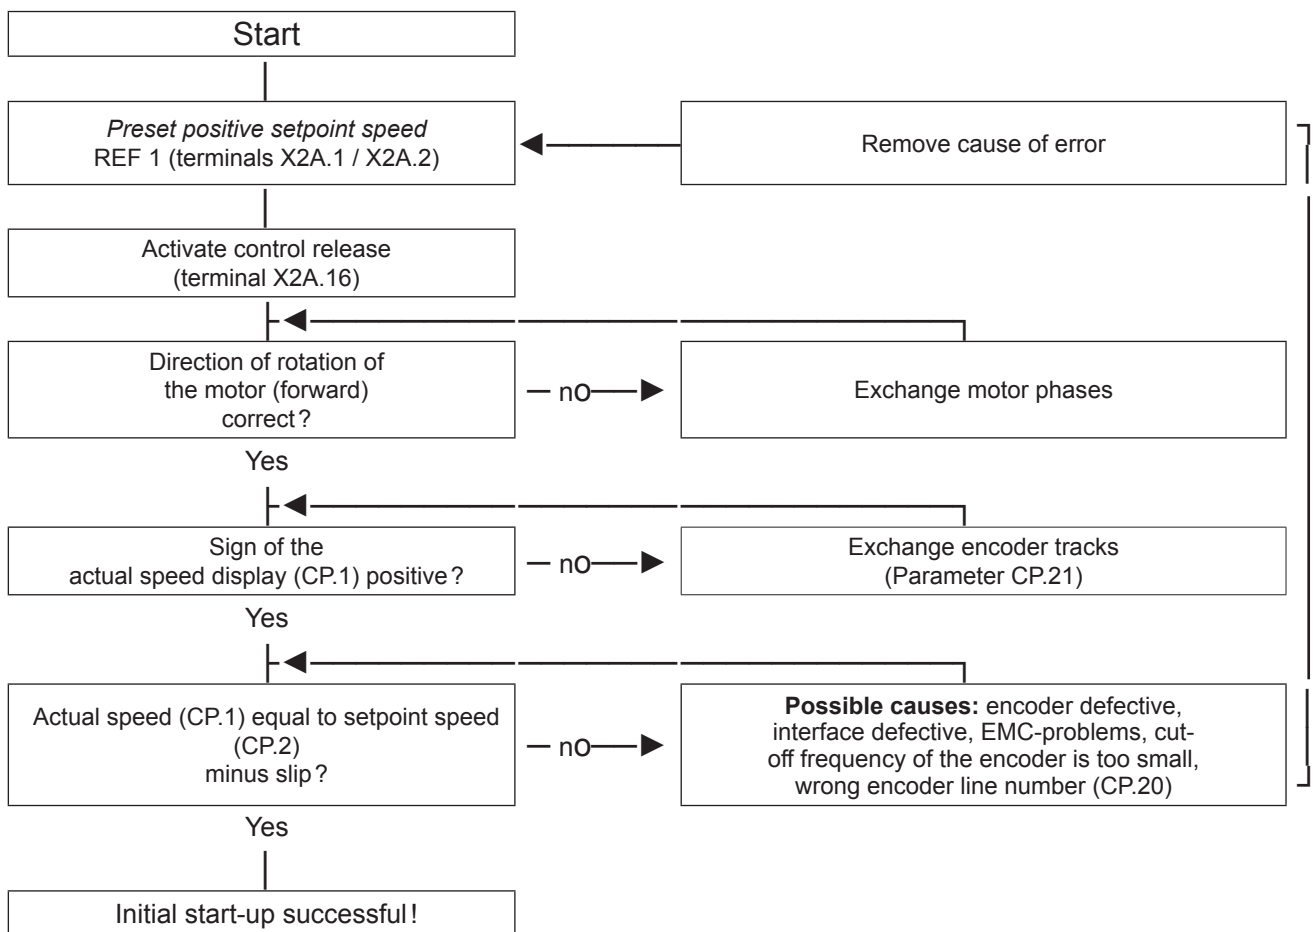 Start
Preset positive setpoint speed
REF 1 (terminals X2A.1 / X2A.2)
Remove cause of error
Activate control release
(terminal X2A.16)
Direction of rotation of
the motor (forward)
correct?
no
Exchange motor phases
Yes
Sign of the
actual speed display (CP.1) positive?
no
Exchange encoder tracks
(Parameter CP.21)
Yes
Actual speed (CP.1) equal to setpoint speed
(CP.2)
minus slip?
no
Possible causes: encoder defective,
interface defective, EMC-problems, cut-
off frequency of the encoder is too small,
wrong encoder line number (CP.20)
Yes
Initial start-up successful!